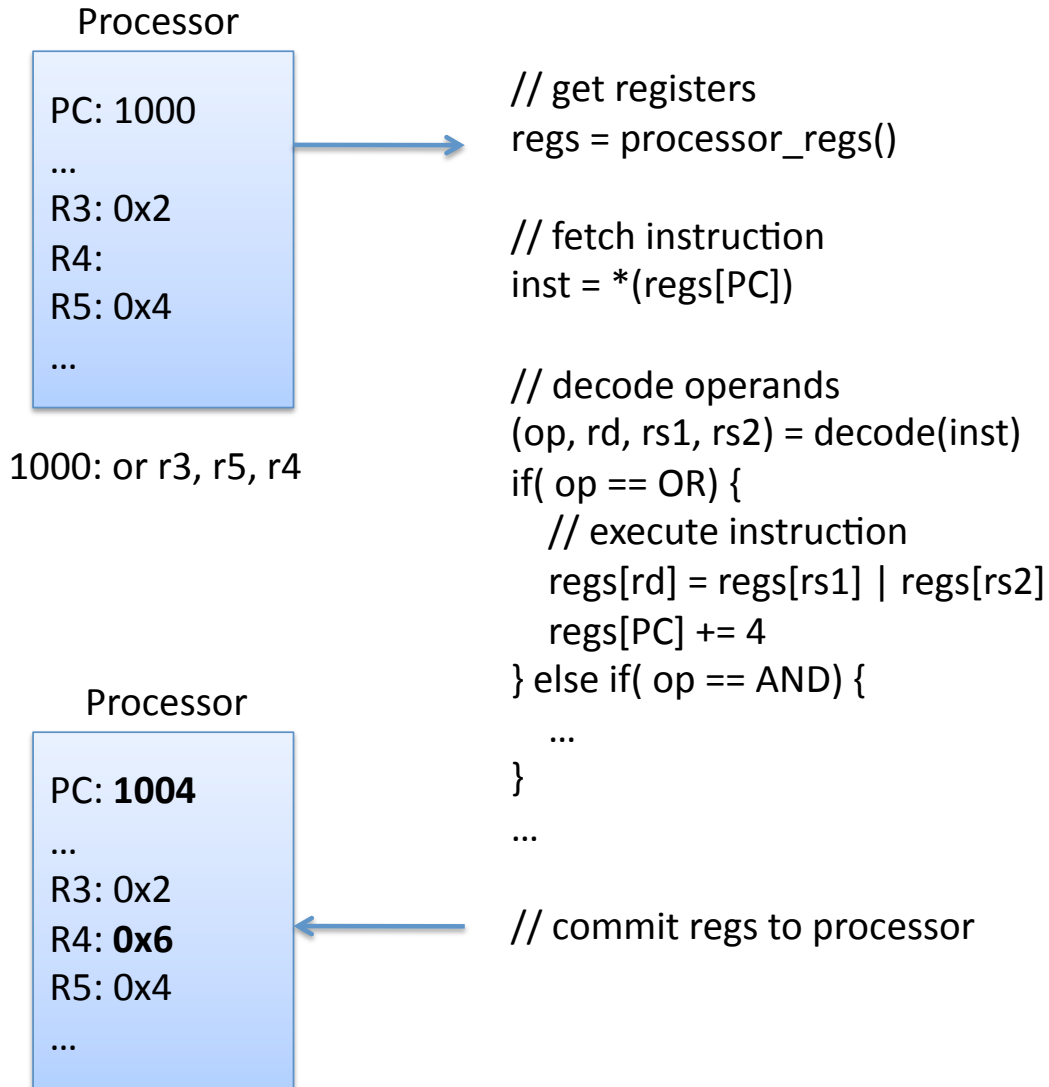 Processor
PC: 1000
...
R3: 0x2
R4:
R5: 0x4
...
1000: or r3, r5, r4
// get registers
regs = processor_regs()
// fetch instruction
inst = *(regs[PC])
// decode operands
(op, rd, rs1, rs2) = decode(inst)
if( op == OR) {
// execute instruction
regs[rd] = regs[rs1] | regs[rs2]
regs[PC] += 4
} else if( op == AND) {
...
}
...
// commit regs to processor
Processor
PC: 1004
...
R3: 0x2
R4: 0x6
R5: 0x4
...